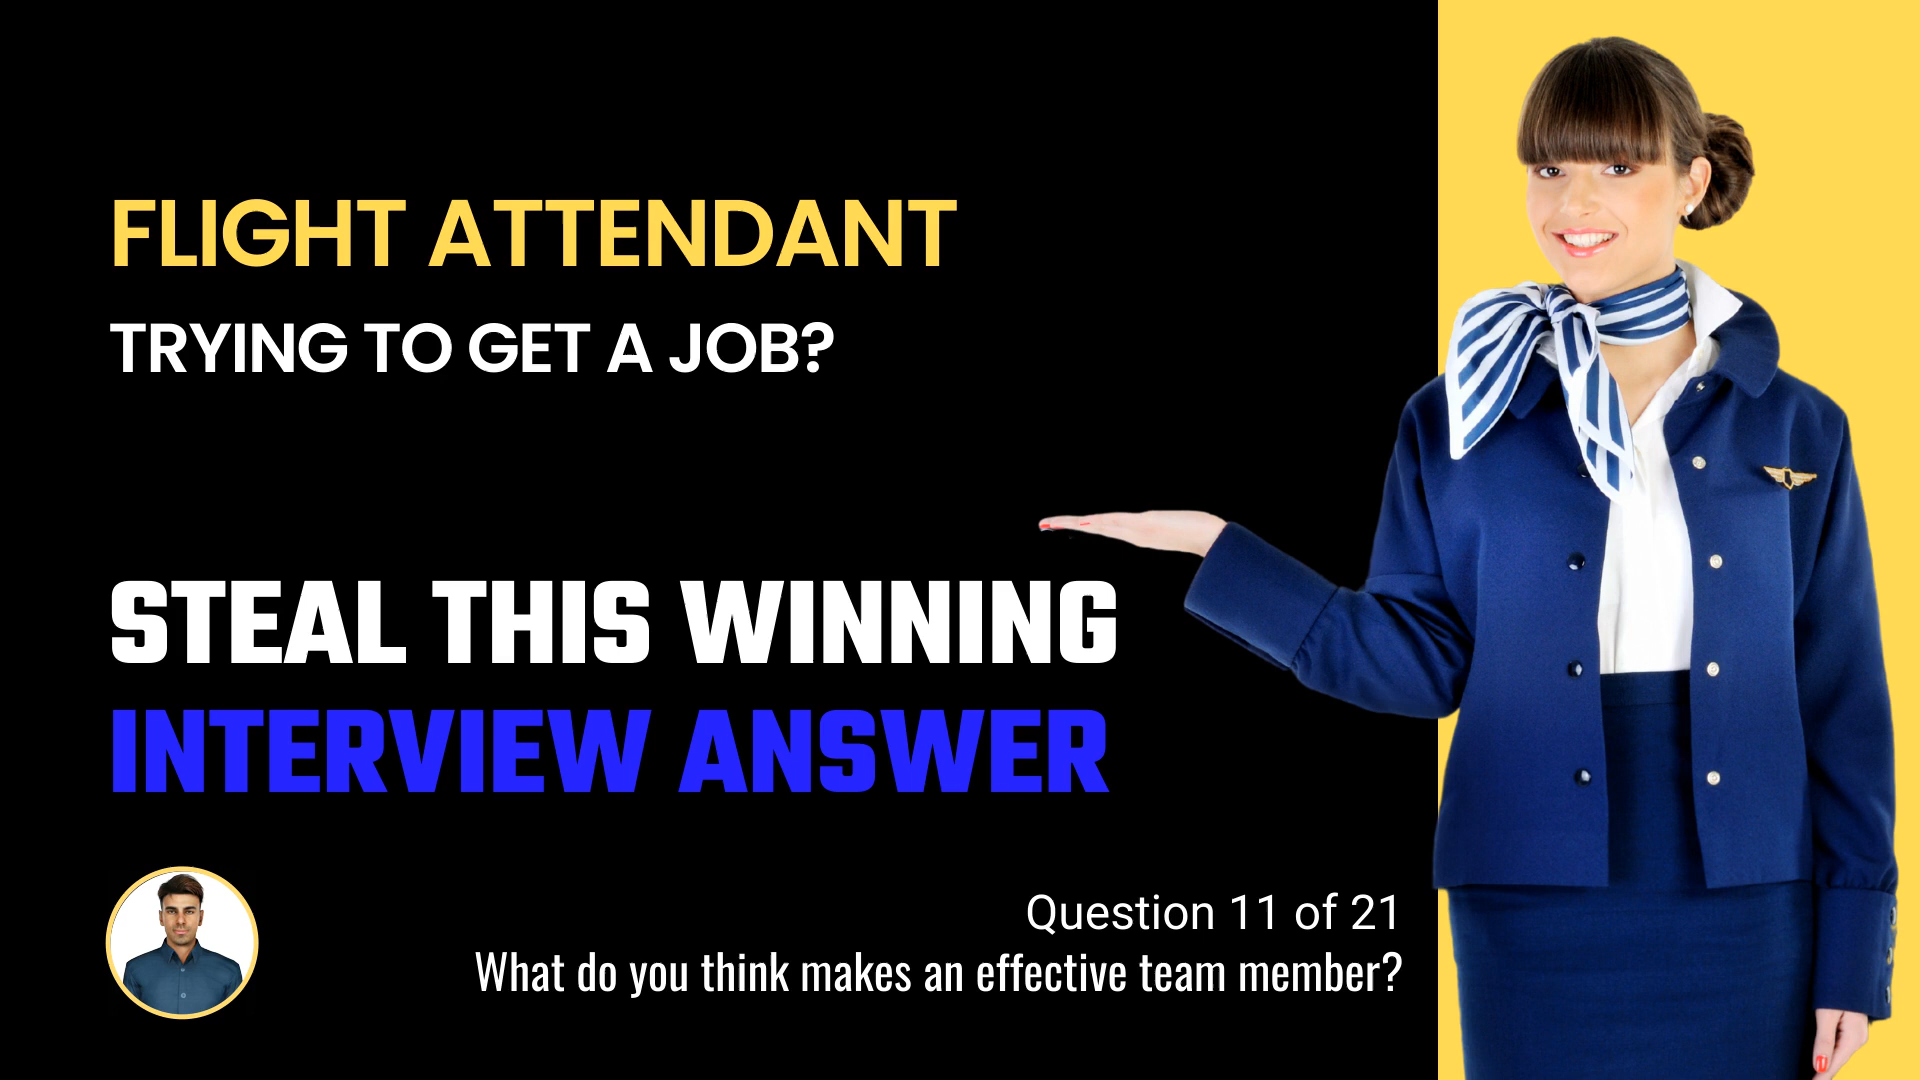 FLIGHT ATTENDANT
TRYING TO GET A JOB?
STEAL THIS WINNING
INTERVIEW ANSWER
Question 11 of 21
What do you think makes an effective team member?